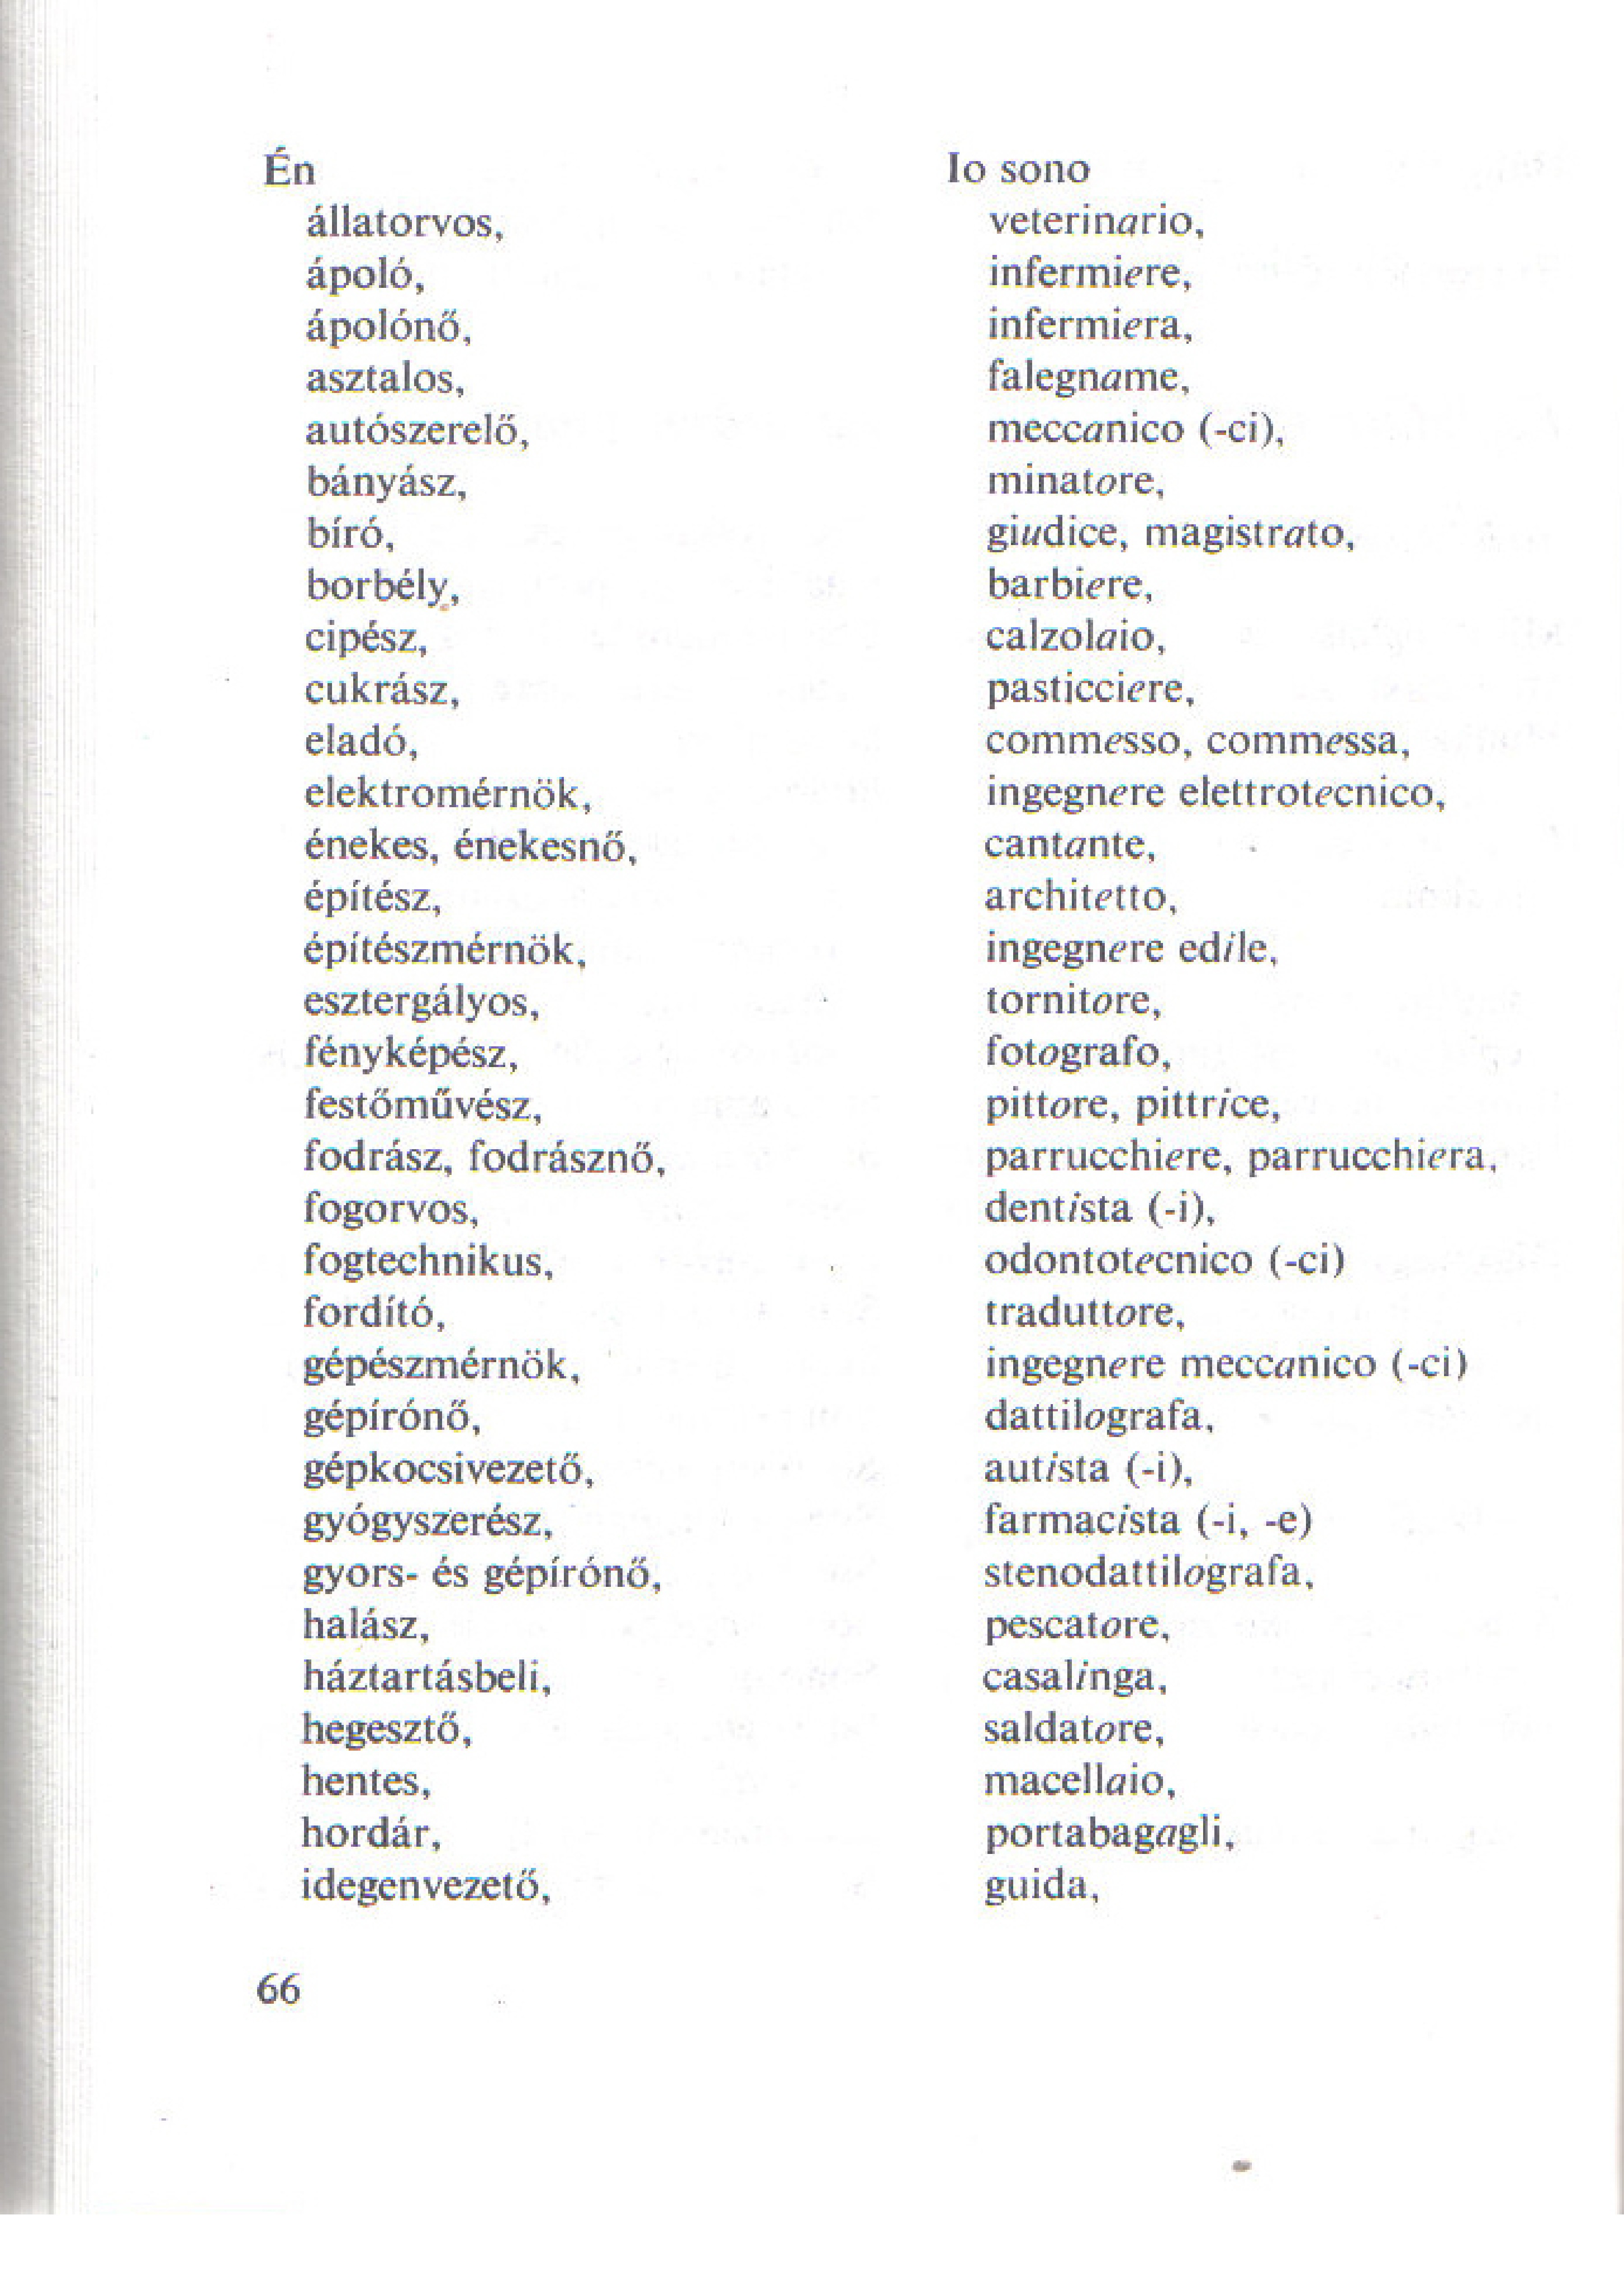 Én
állatorvos,
ápoló,
ápolónő,
asztalos,
autószerelő,
bányász,
bíró,
borbély,
cipész,
cukrász,
eladó,
elektromérnök,
énekes, énekesnő,
építész,
építészmérnök,
esztergályos,
fényképész,
festőművész,
fodrász, fodrásznő,
fogorvos,
fogtechnikus,
fordító,
gépészmérnök,
gépírónő,
gépkocsivezető,
gyógyszerész,
gyors- és gépírónő,
halász,
háztartásbeli,
hegesztő,
hentes,
hordár,
idegenvezető,
Io sono
veterinario,
infermiere,
infermiera,
falegname,
meccanico (-ci),
minatore,
giudice, magistrato,
barbiere,
calzolaio,
pasticciere,
commesso, commessa,
ingegnere elettrotecnico,
cantante,
architetto,
ingegnere edile,
tornitore,
fotografo,
pittore, pittrice,
parrucchiere, parrucchiera,
dentista (-i),
odontotecnico (-ci)
traduttore,
ingegnere meccanico (-ci)
dattilografa,
autista (-i),
farmacista (-i, -e)
stenodattilografa,
pescatore,
casalinga,
saldatore,
macellaio,
portabagagli,
guida,
66